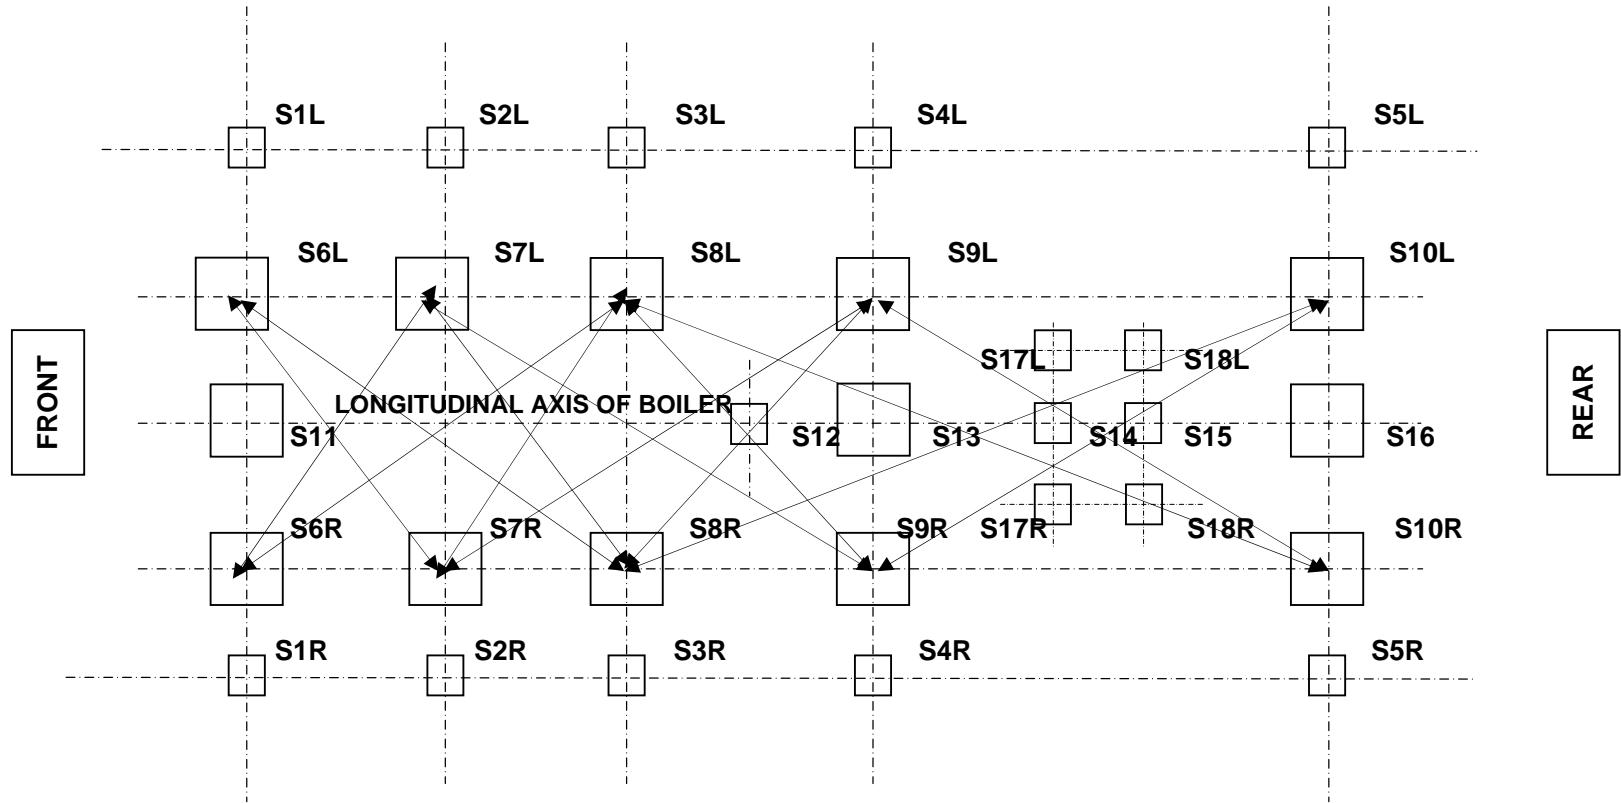 S1L S2L S3L S4L S5L
S6L S7L S8L S9L S10L
FRONT
REAR
S17L S18L
LONGITUDINAL AXIS OF BOILER
S11 S12 S13 S14 S15 S16
S6R S7R S8R S9R S17R S18R S10R
S1R S2R S3R S4R S5R